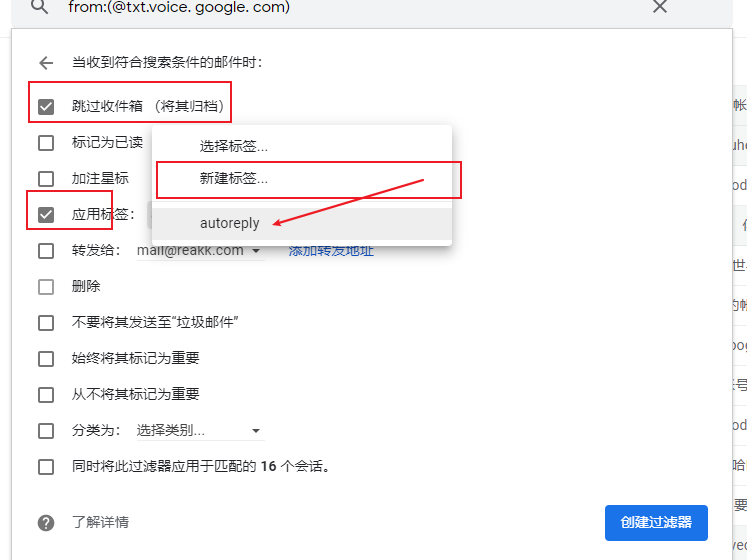 from:(@txt.voice. google. com)
当收到符合搜索条件的邮件时：
跳过收件箱 （将其归档）
标记为已读
选择标签...
加注星标
新建标签...
应用标签：
autoreply
转发给： mail@reakk.com 添加转发地址
删除
不要将其发送至“垃圾邮件”
始终将其标记为重要
从不将其标记为重要
分类为： 选择类别...
同时将此过滤器应用于匹配的 16 个会话。
了解详情
创建过滤器